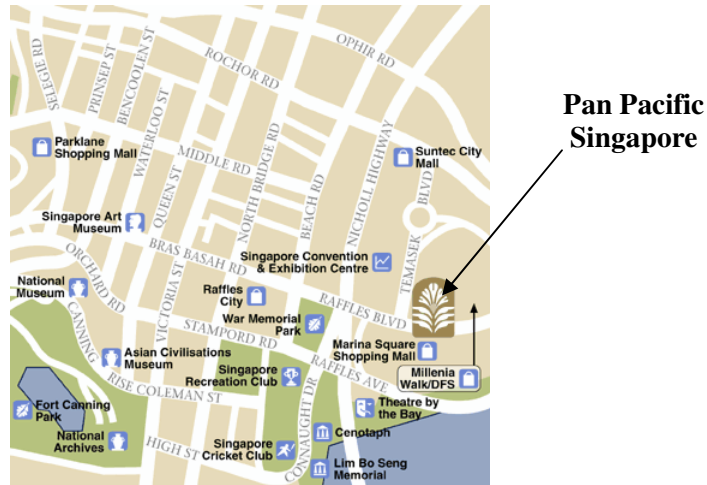 OPHIR RD
ROCHOR RD
SELEGIE RD
PRINSEP ST
BENCOOLEN ST
WATERLOO ST
QUEEN ST
MIDDLE RD
NORTH BRIDGE RD
BEACH RD
NICHOLL HIGHWAY
TEMASEK BLVD
Pan Pacific
Singapore
Parklane
Shopping Mall
Suntec City
Mall
Singapore Art
Museum
BRAS BASAH RD
Singapore Convention
& Exhibition Centre
ORCHARD RD
National
Museum
CANNING
RISE
VICTORIA ST
Raffles
City
RAFFLES BLVD
War Memorial
Park
STAMPORD RD
RAFFLES AVE
Marina Square
Shopping Mall
Millenia
Walk/DFS
Asian Civilisations
Museum
Singapore
Recreation Club
COLEMAN ST
CONNAUGHT DR
Theatre by
the Bay
Fort Canning
Park
National
Archives
HIGH ST
Singapore
Cricket Club
Cenotaph
Lim Bo Seng
Memorial